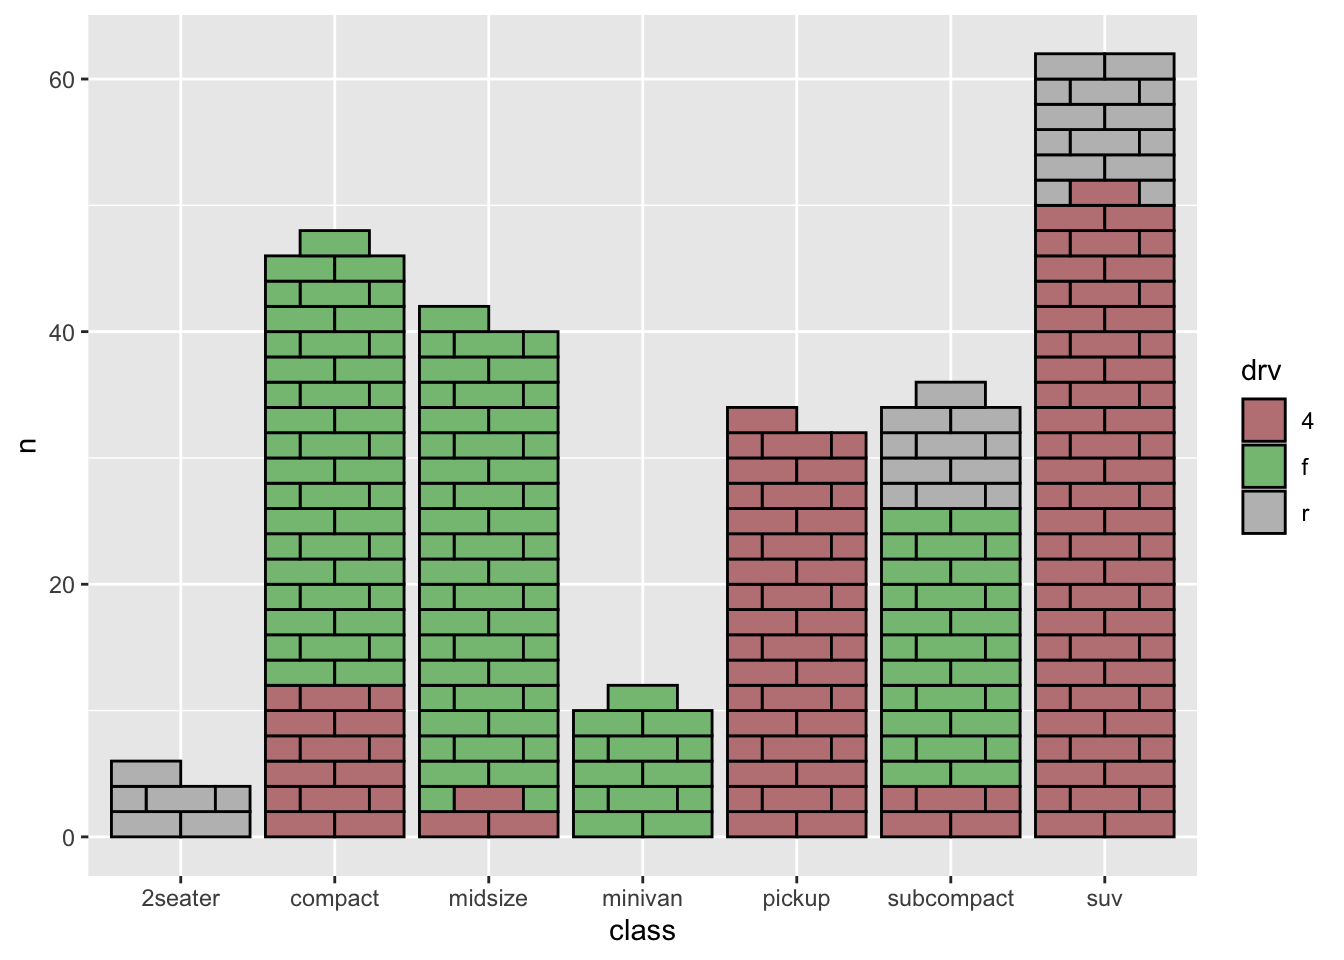 60
40
20
0
n
2seater compact midsize minivan pickup subcompact suv
class
drv
4
f
r